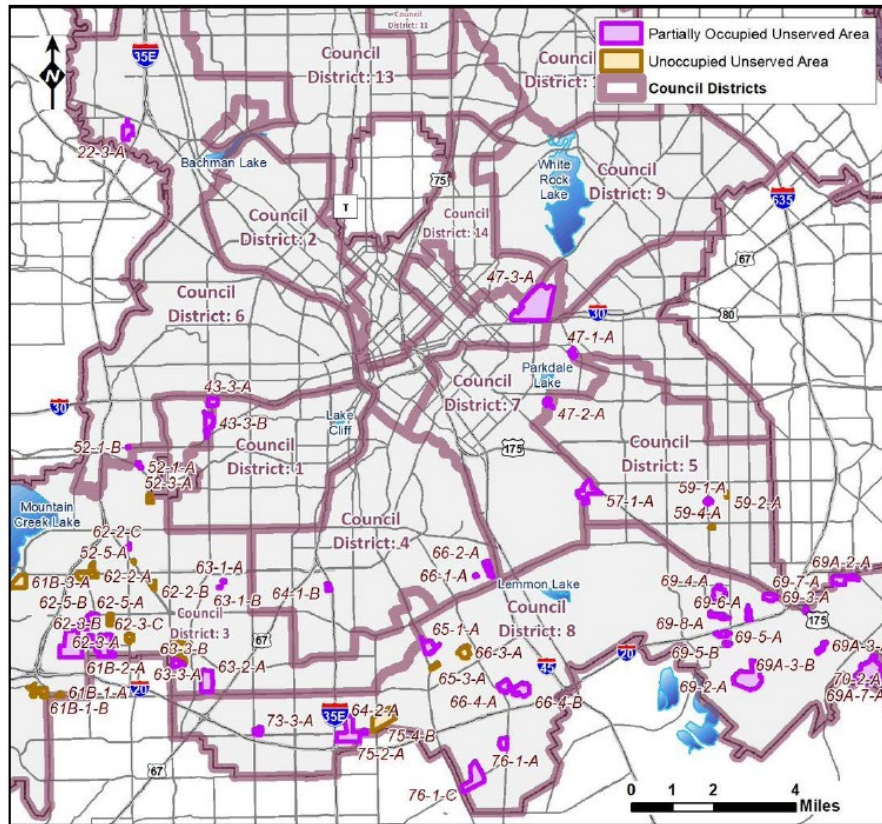 Council
District: 11
35E
Council
District: 13
Partially Occupied Unserved Area
Unoccupied Unserved Area
Council Districts
N
22-3-A
Bachman Lake
75
White
Rock
Lake
Council
District: 9
635
T
Council
District: 2
Council
District: 14
67
47-3-A
Council
District: 6
30
80
47-1-A
Parkdale
Lake
43-3-A
30
Council
District: 7
47-2-A
43-3-B
Lake
Cliff
52-1-B
Council
District: 1
175
Council
District: 5
52-1-A
52-3-A
59-1-A
59-2-A
57-1-A
59-4-A
Mountain
Creek Lake
62-2-C
Council
District: 4
52-5-A
66-2-A
63-1-A
61B-3-A
62-2-A
62-2-B
66-1-A
69A-2-A
63-1-B
64-1-B
Lemmon Lake
69-4-A
69-7-A
69-3-A
62-5-B
62-5-A
69-6-A
Council
District: 3
Council
District: 8
62-3-B
62-3-C
69-8-A
175
65-1-A
67
62-3-A
63-3-B
69-5-A
66-3-A
69-5-B
61B-2-A
63-3-A
63-2-A
65-3-A
45
20
69A-3-B
69-2-A
70-2-A
20
61B-1-A
66-4-A
69A-7-A
61B-1-B
66-4-B
35E
64-2-A
73-3-A
75-4-B
75-2-A
76-1-A
67
76-1-C
0 1 2 4
Miles